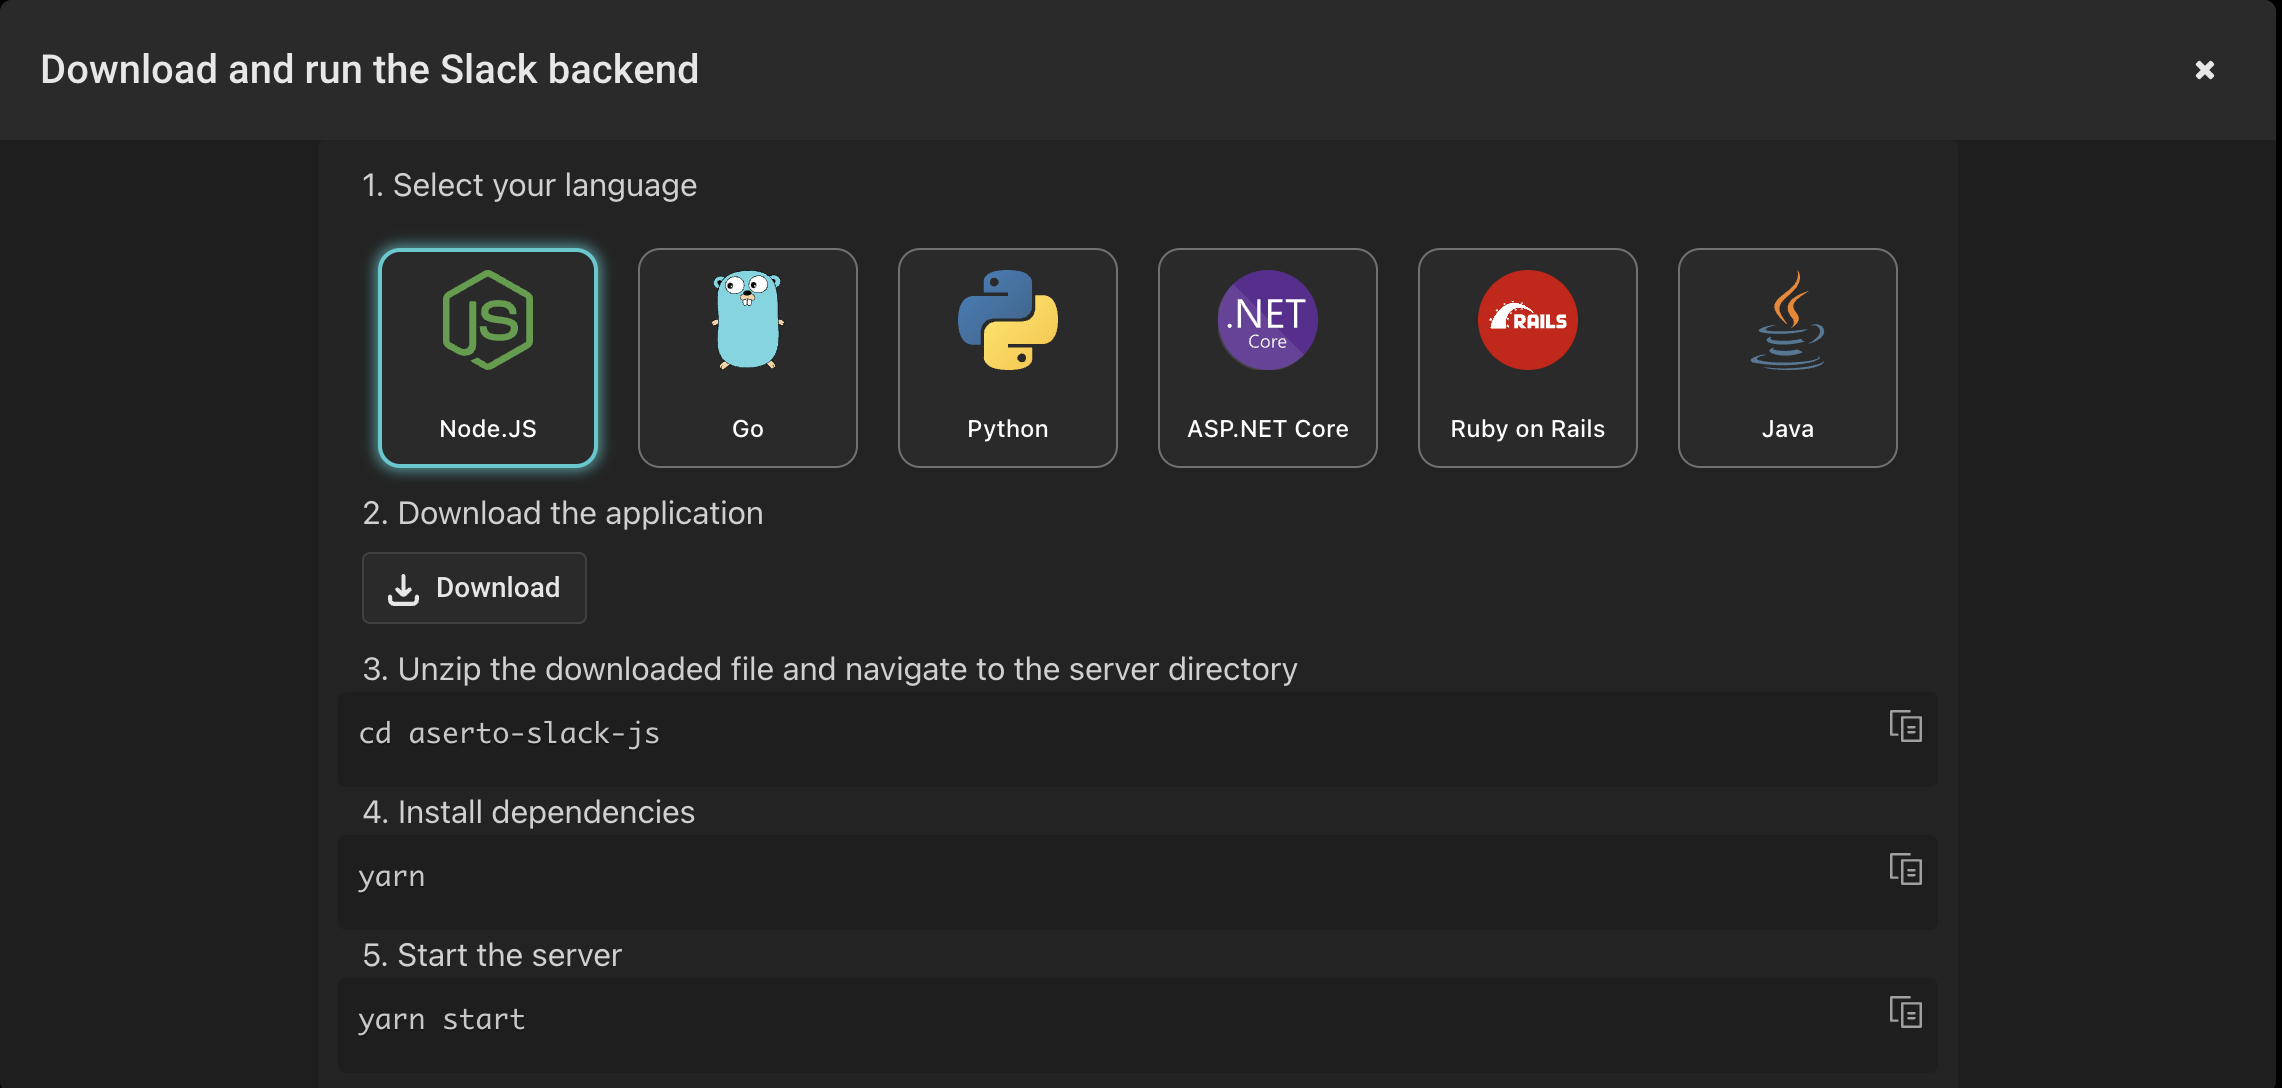 Download and run the Slack backend
1. Select your language
JS
.NET
Core
RAILS
Node.JS
Go
Python
ASP.NET Core
Ruby on Rails
Java
2. Download the application
Download
3. Unzip the downloaded file and navigate to the server directory
cd aserto-slack-js
4. Install dependencies
yarn
5. Start the server
yarn start